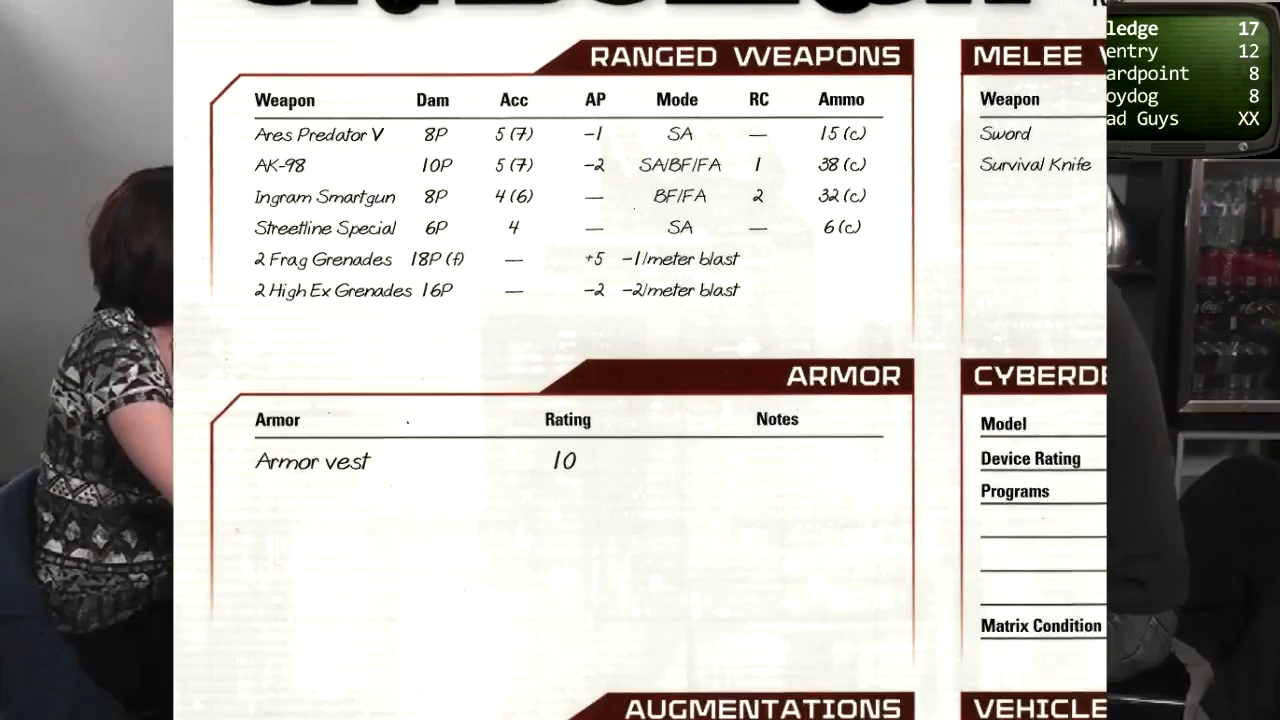 RANGED WEAPONS
Weapon Dam Acc AP Mode RC Ammo
Ares Predator V 8P 5(7) -1 SA — 15(c)
AK-98 10P 5(7) -2 SA/BF/FA 1 38(c)
Ingram Smartgun 8P 4(6) — BF/FA 2 32(c)
Streetline Special 6P 4 — SA — 6(c)
2 Frag Grenades 18P(f) — +5 -1/meter blast
2 High Ex Grenades 16P — -2 -2/meter blast
ARMOR
Armor Rating Notes
Armor vest 10
AUGMENTATIONS
MELEE
Weapon
Sword
Survival Knife
CYBERDE
Model
Device Rating
Programs
Matrix Condition
VEHICLE
ledge 17
entry 12
ardpoint 8
oydog 8
ad Guys XX